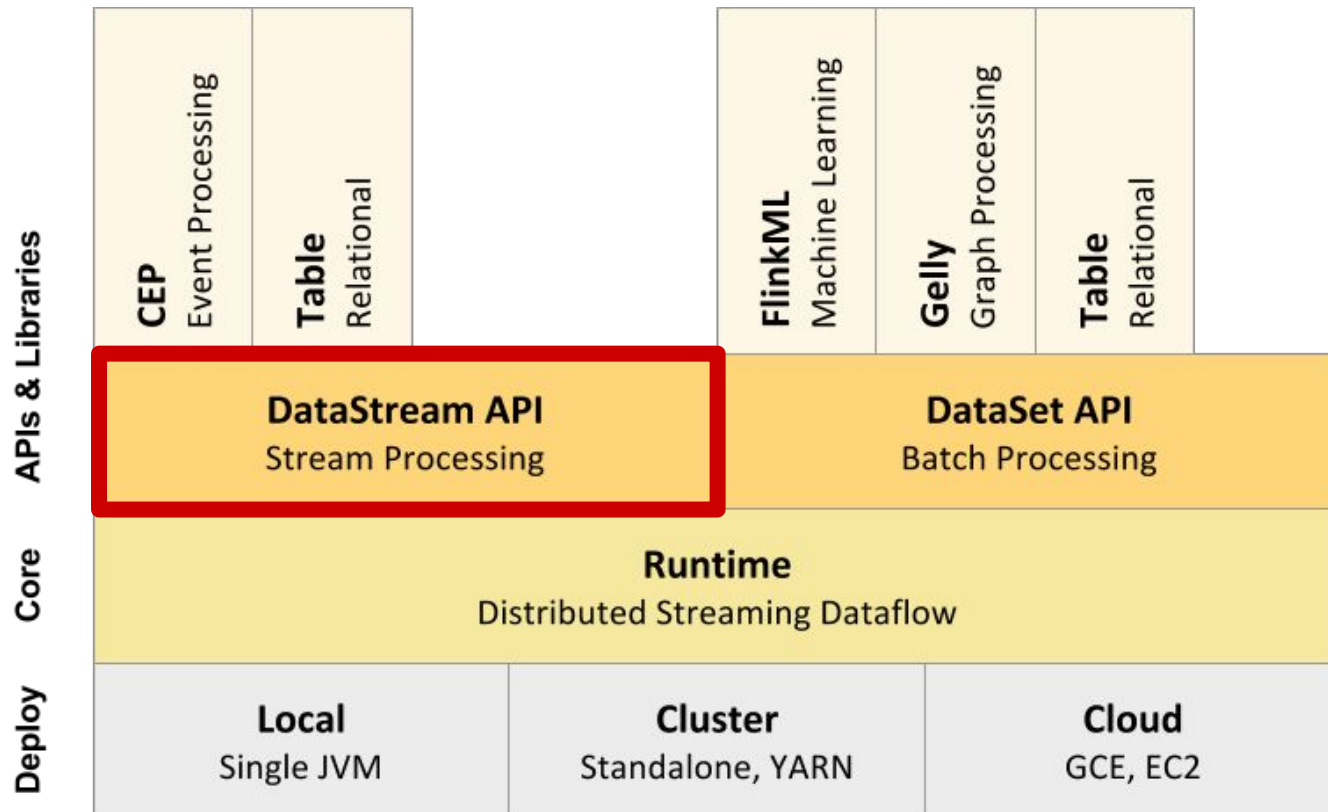 APIs & Libraries
CEP
Event Processing
Table
Relational
FlinkML
Machine Learning
Gelly
Graph Processing
Table
Relational
DataStream API
Stream Processing
DataSet API
Batch Processing
Core
Runtime
Distributed Streaming Dataflow
Deploy
Local
Single JVM
Cluster
Standalone, YARN
Cloud
GCE, EC2